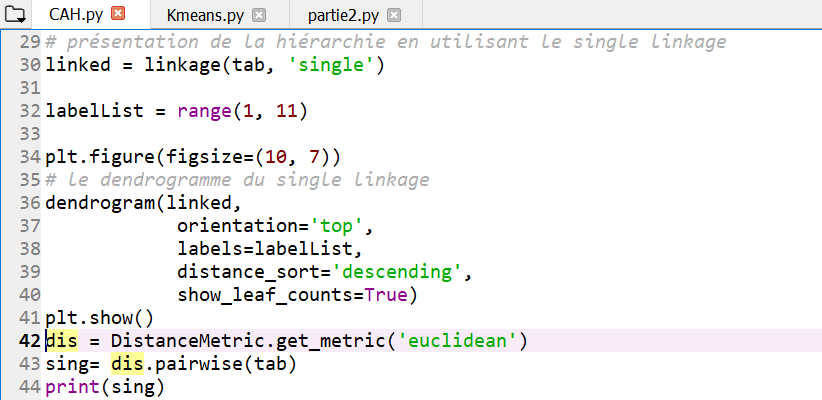 CAH.py Kmeans.py partie2.py
29 # présentation de la hiérarchie en utilisant le single linkage
30 linked = linkage(tab, 'single')
31
32 labelList = range(1, 11)
33
34 plt.figure(figsize=(10, 7))
35 # le dendrogramme du single linkage
36 dendrogram(linked,
37             orientation='top',
38             labels=labelList,
39             distance_sort='descending',
40             show_leaf_counts=True)
41 plt.show()
42 dis = DistanceMetric.get_metric('euclidean')
43 sing= dis.pairwise(tab)
44 print(sing)